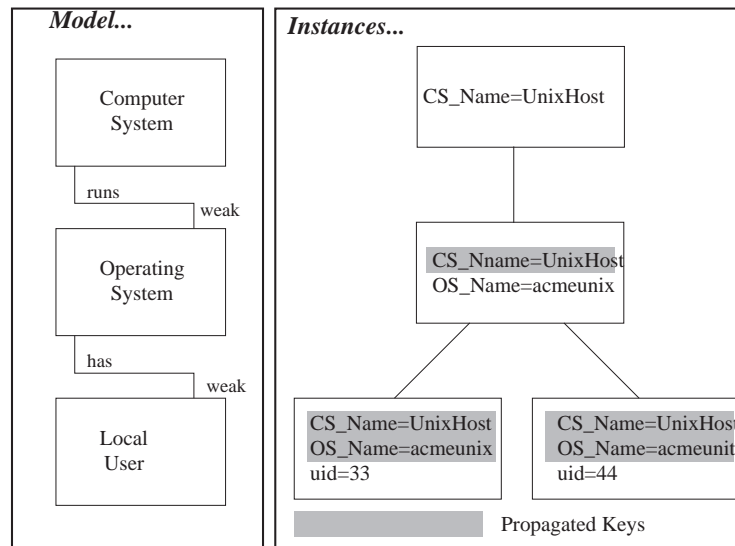 Model...
Computer
System
runs
weak
Operating
System
has
weak
Local
User
Instances...
CS_Name=UnixHost
CS_Nname=UnixHost
OS_Name=acmeunix
CS_Name=UnixHost
OS_Name=acmeunix
uid=33
CS_Name=UnixHost
OS_Name=acmeunit
uid=44
Propagated Keys